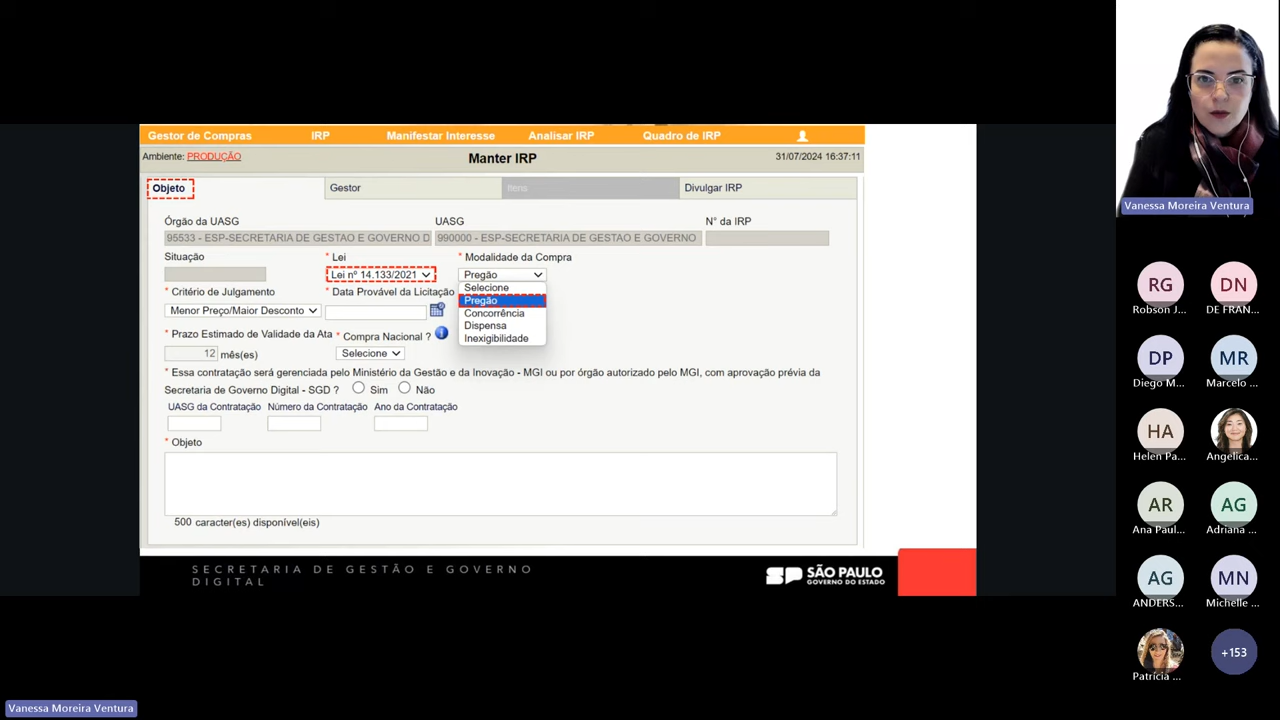 Gestor de Compras IRP Manifestar Interesse Analisar IRP Quadro de IRP
Ambiente: PRODUÇÃO Manter IRP 31/07/2024 16:37:11
Objeto Gestor Itens Divulgar IRP
Órgão da UASG UASG N° da IRP
95533 - ESP-SECRETARIA DE GESTAO E GOVERNO D 990000 - ESP-SECRETARIA DE GESTAO E GOVERNO
Situação * Lei * Modalidade da Compra
Lei nº 14.133/2021 Pregão
Selecione
Pregão
Concorrência
Dispensa
Inexigibilidade
* Critério de Julgamento * Data Provável da Licitação
Menor Preço/Maior Desconto
* Prazo Estimado de Validade da Ata * Compra Nacional ?
12 mês(es) Selecione
* Essa contratação será gerenciada pelo Ministério da Gestão e da Inovação - MGI ou por órgão autorizado pelo MGI, com aprovação prévia da
Secretaria de Governo Digital - SGD ? Sim Não
UASG da Contratação Número da Contratação Ano da Contratação
* Objeto
500 caracter(es) disponível(eis)
SECRETARIA DE GESTÃO E GOVERNO
DIGITAL
SP SÃO PAULO
GOVERNO DO ESTADO
Vanessa Moreira Ventura
RG DN
Robson J... DE FRAN...
DP MR
Diego M... Marcelo ...
HA
Helen Pa... Angelica...
AR AG
Ana Paul... Adriana ...
AG MN
ANDERS... Michelle ...
+153
Patrícia ...
Vanessa Moreira Ventura